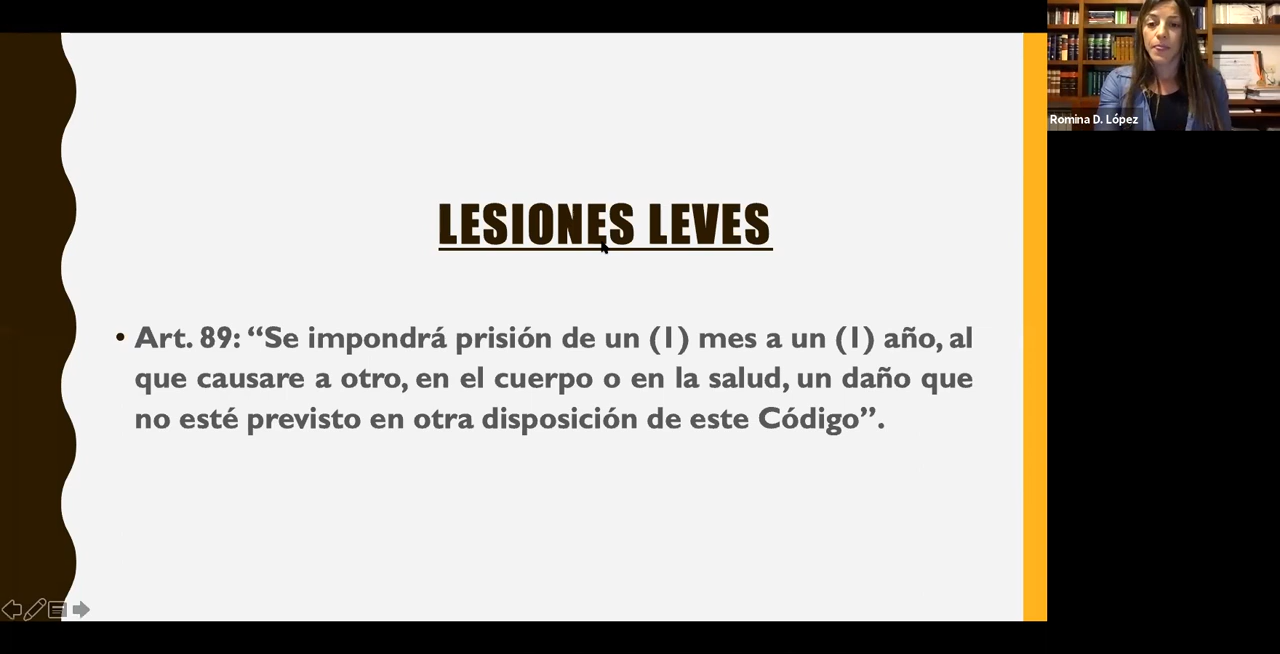 LESIONES LEVES
• Art. 89: “Se impondrá prisión de un (1) mes a un (1) año, al
que causare a otro, en el cuerpo o en la salud, un daño que
no esté previsto en otra disposición de este Código”.
Romina D. López